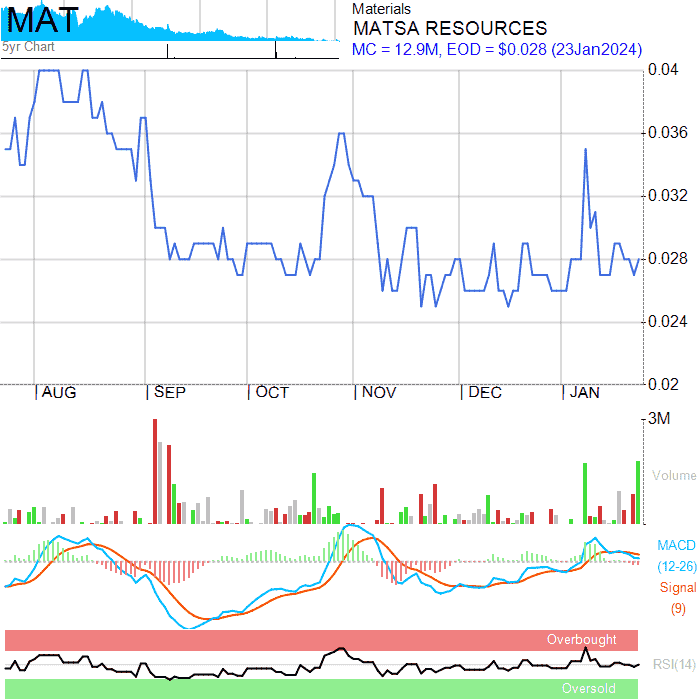 MAT
5yr Chart
Materials
MATSA RESOURCES
MC = 12.9M, EOD = $0.028 (23Jan2024)
0.04
0.036
0.032
0.028
0.024
0.02
AUG SEP OCT NOV DEC JAN
3M
Volume
MACD
(12-26)
Signal
(9)
Overbought
RSI(14)
Oversold